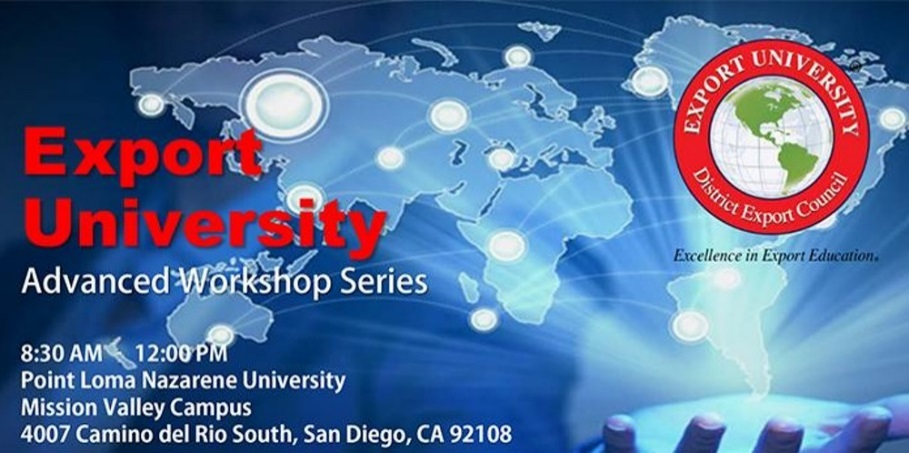 Export
University
Advanced Workshop Series
8:30 AM - 12:00 PM
Point Loma Nazarene University
Mission Valley Campus
4007 Camino del Rio South, San Diego, CA 92108
EXPORT UNIVERSITY
District Export Council
Excellence in Export Education.